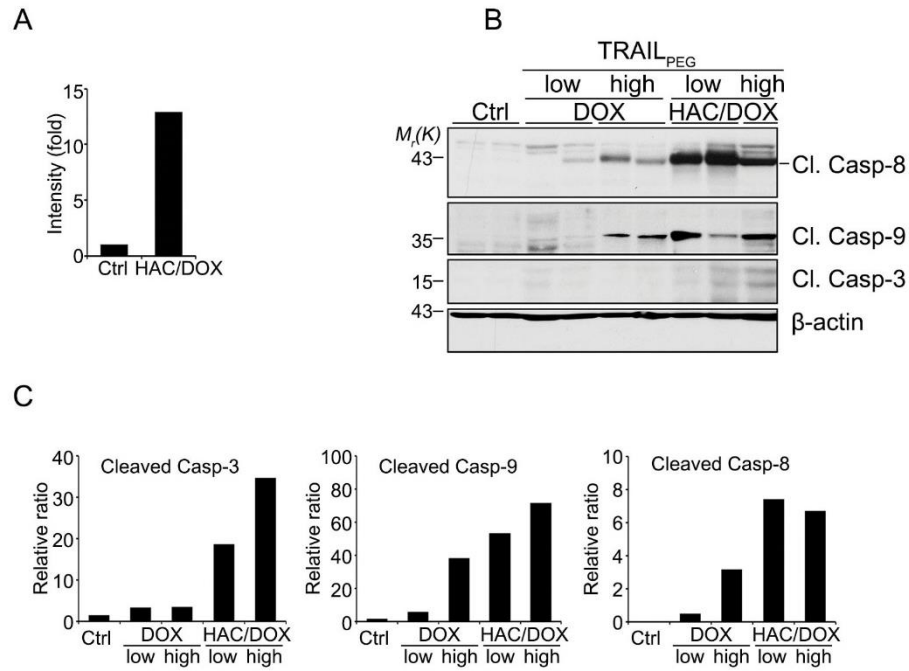 A
Intensity (fold)
15
10
5
0
Ctrl HAC/DOX
B
TRAIL_PEG
low high low high
Ctrl DOX HAC/DOX
M_r(K)
43 Cl. Casp-8
35 Cl. Casp-9
15 Cl. Casp-3
43 β-actin
C
Relative ratio
40
30
20
10
0
Cleaved Casp-3
Ctrl DOX HAC/DOX
low high low high
Relative ratio
100
80
60
40
20
0
Cleaved Casp-9
Ctrl DOX HAC/DOX
low high low high
Relative ratio
10
8
6
4
2
0
Cleaved Casp-8
Ctrl DOX HAC/DOX
low high low high